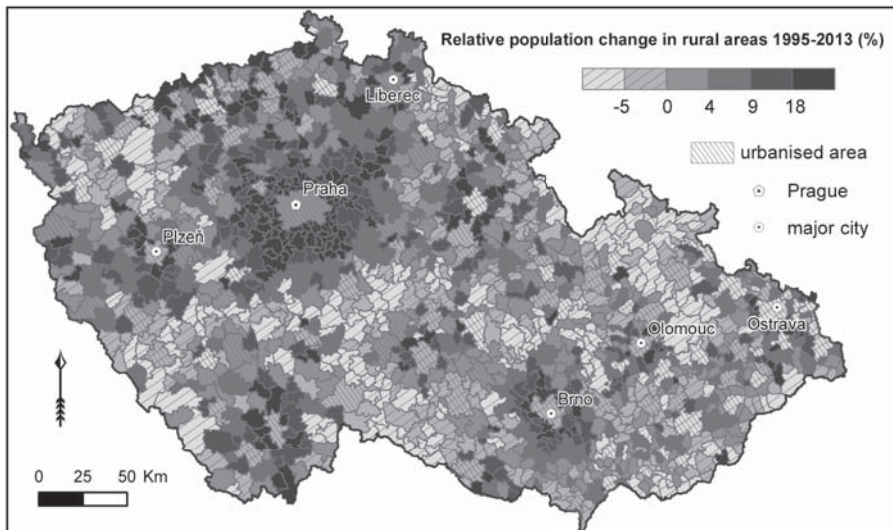 Relative population change in rural areas 1995-2013 (%)
-5 0 4 9 18
urbanised area
Prague
major city
Liberec
Praha
Plzeň
Olomouc
Ostrava
Brno
0 25 50 Km